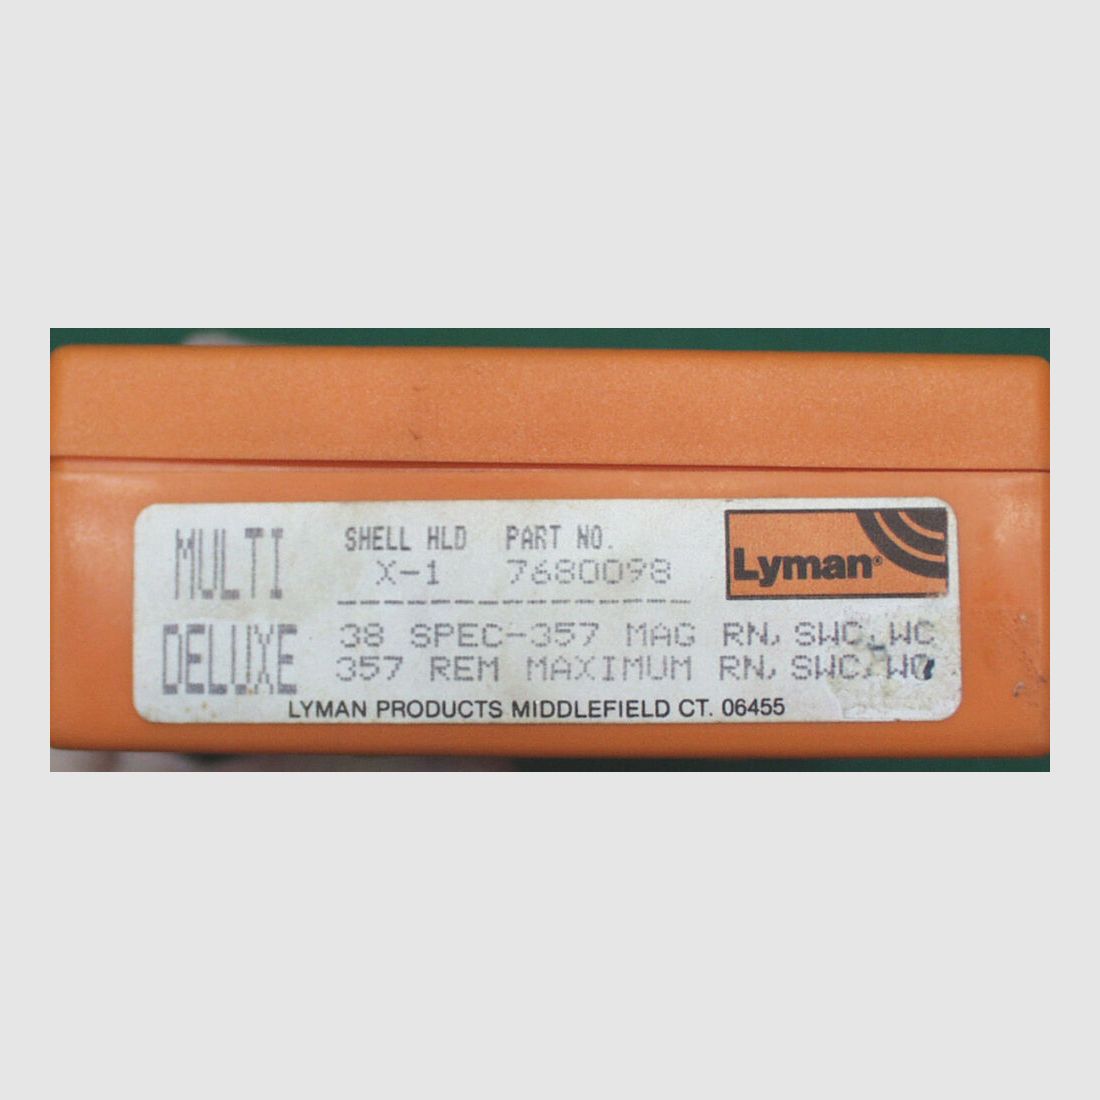 MULTI SHELL HLD PART NO.
X-1 7680098
Lyman®
DELUXE 38 SPEC-357 MAG RN, SWC, WC
357 REM MAXIMUM RN, SWC, WC
LYMAN PRODUCTS MIDDLEFIELD CT. 06455